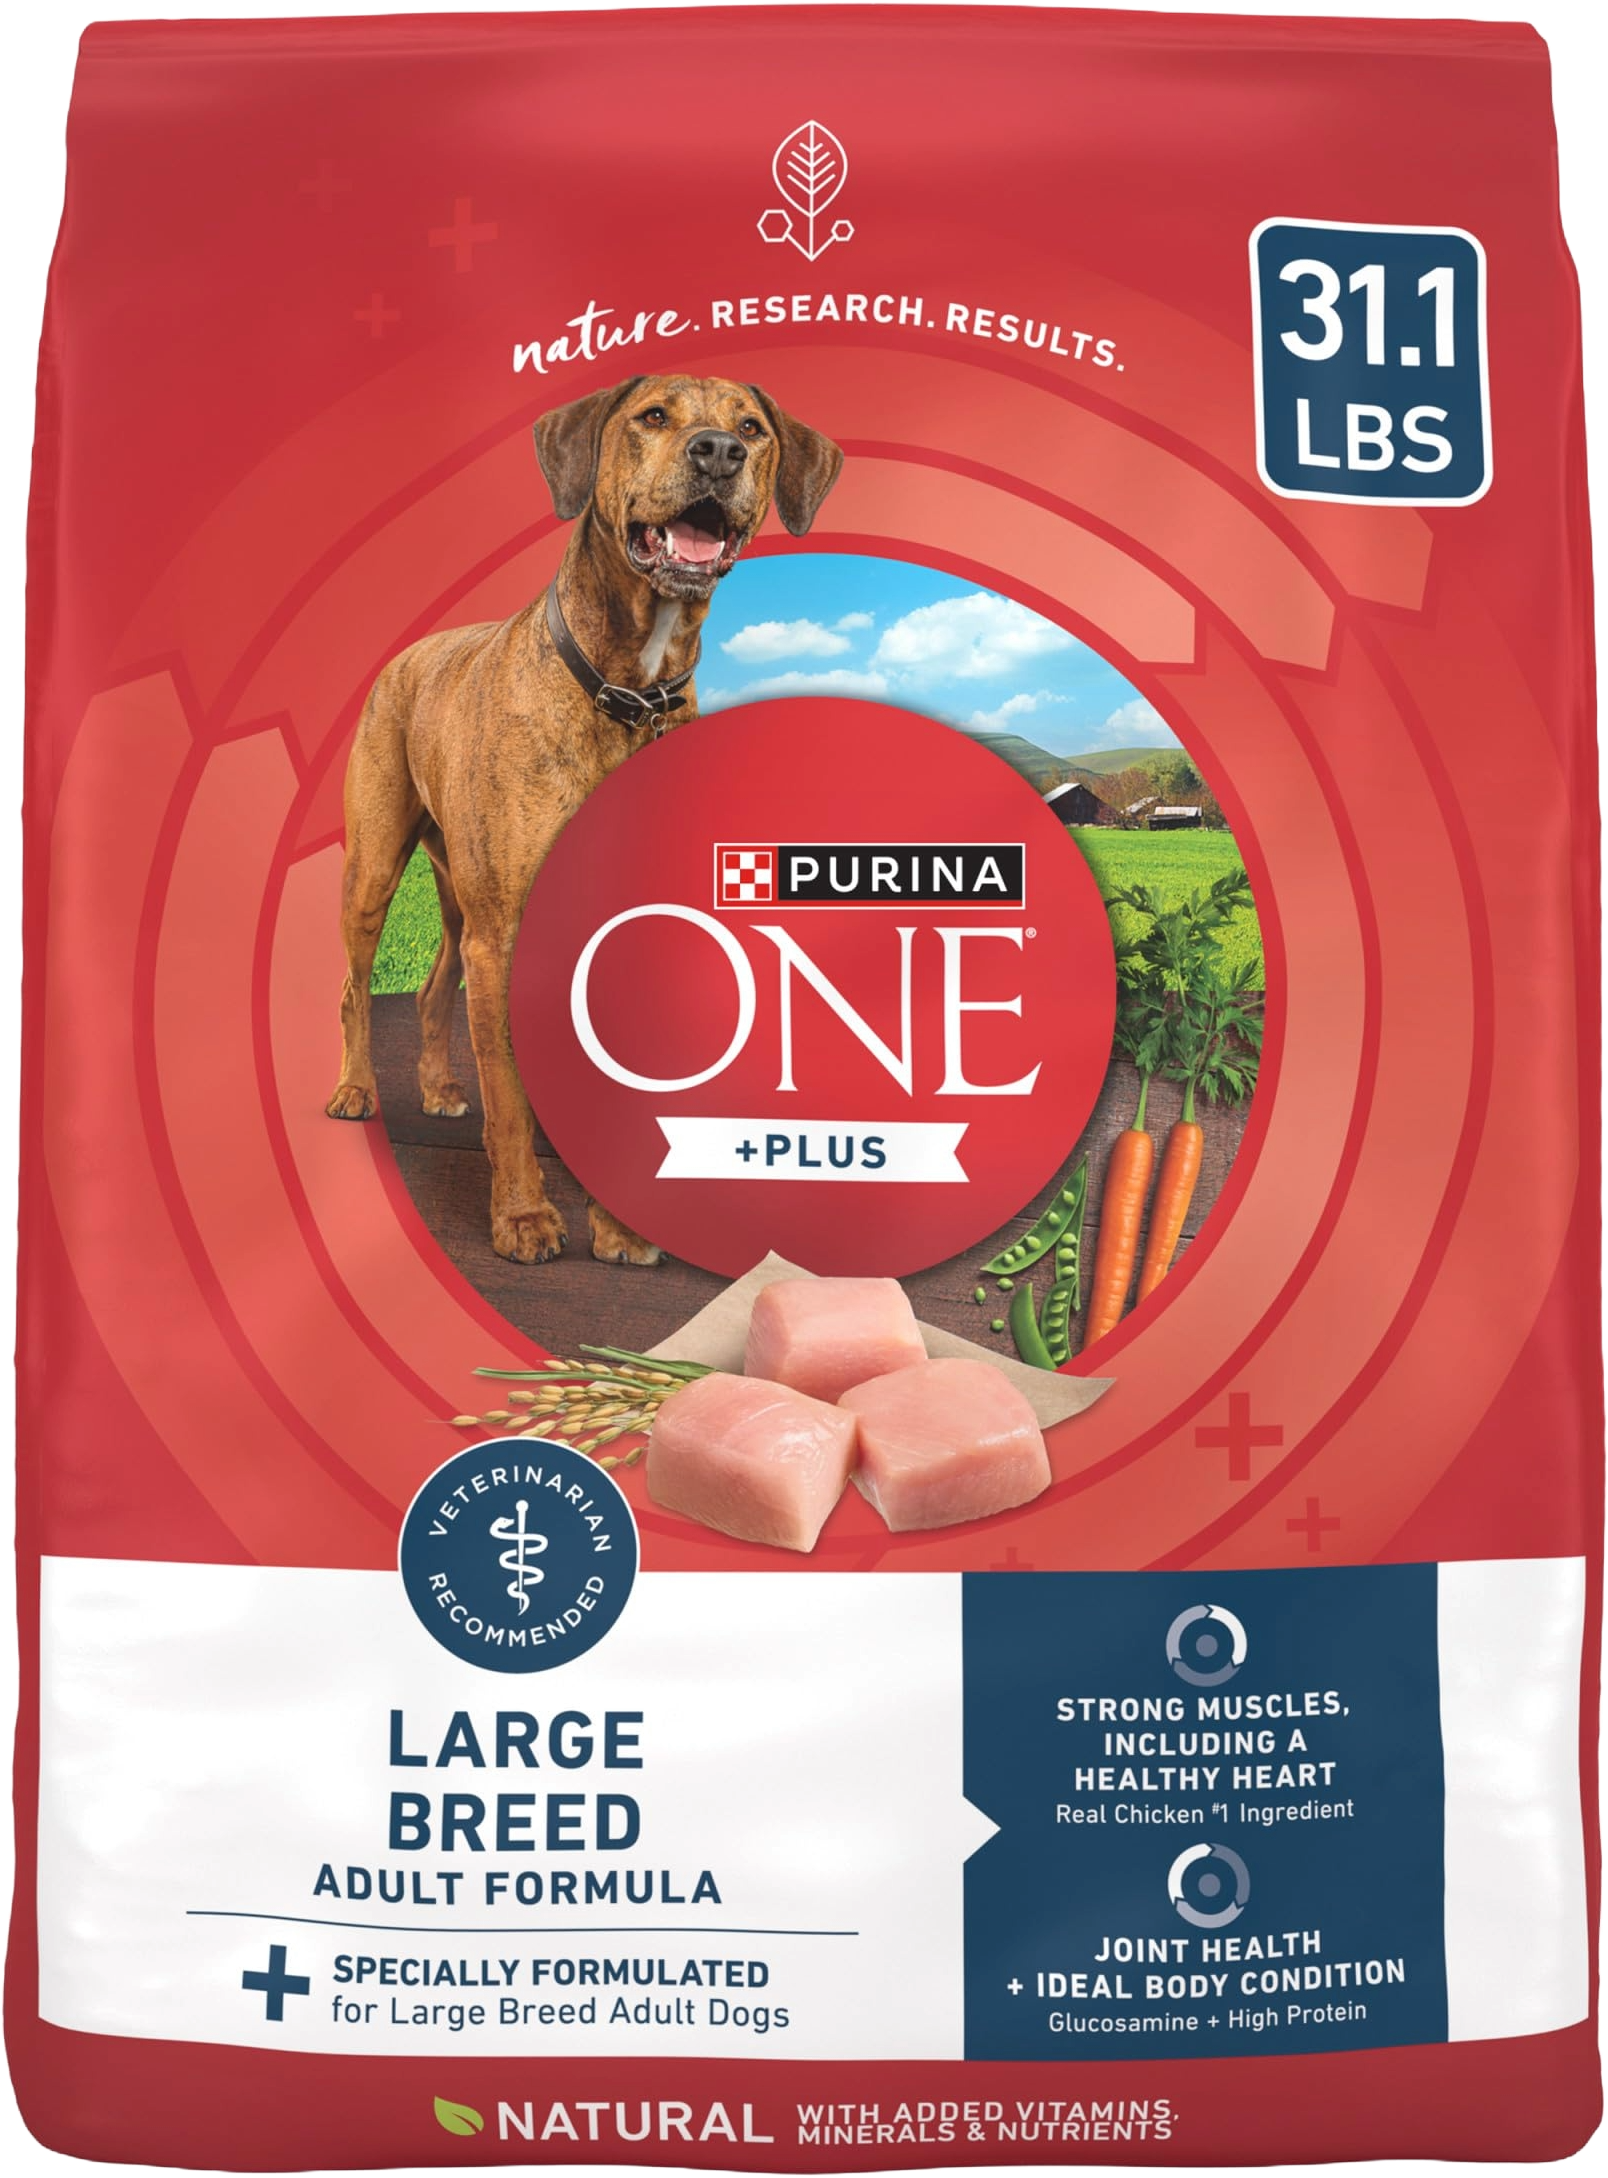 nature. RESEARCH. RESULTS.
31.1
LBS
PURINA
ONE®
+PLUS
VETERINARIAN
RECOMMENDED
LARGE
BREED
ADULT FORMULA
+ SPECIALLY FORMULATED
for Large Breed Adult Dogs
STRONG MUSCLES,
INCLUDING A
HEALTHY HEART
Real Chicken #1 Ingredient
JOINT HEALTH
+ IDEAL BODY CONDITION
Glucosamine + High Protein
NATURAL WITH ADDED VITAMINS,
MINERALS & NUTRIENTS